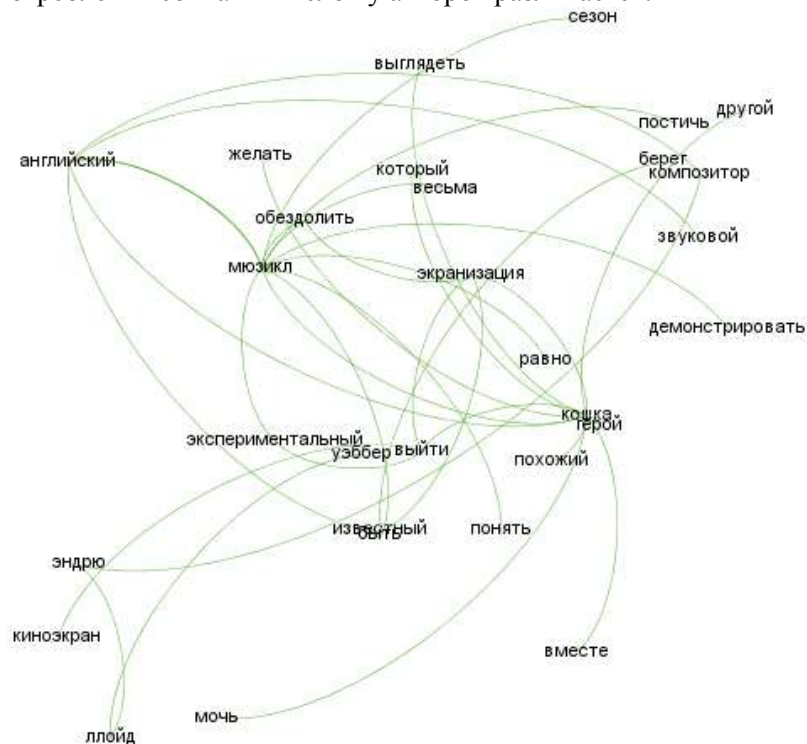 сезон
выглядеть
другой
постичь
английский
желать
берег
который
композитор
весьма
обездолить
звуковой
мюзикл
экранизация
демонстрировать
равно
кошка
герой
экспериментальный
выйти
уэббер
похожий
известный
понять
быть
эндрю
киноэкран
вместе
мочь
ллойд